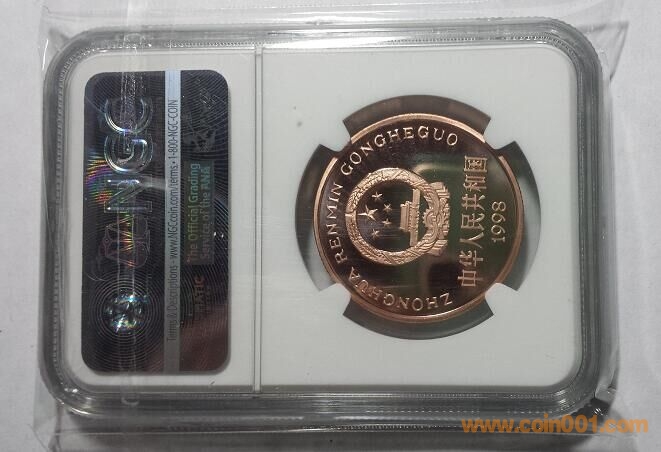 NGC
Terms & Descriptions • www.NGCcoin.com/terms • 1-800-NGC-COIN
The Official Grading
Service of the ANA
ZHONGHUA RENMIN GONGHEGUO
中华人民共和国
1998
www.coin001.com